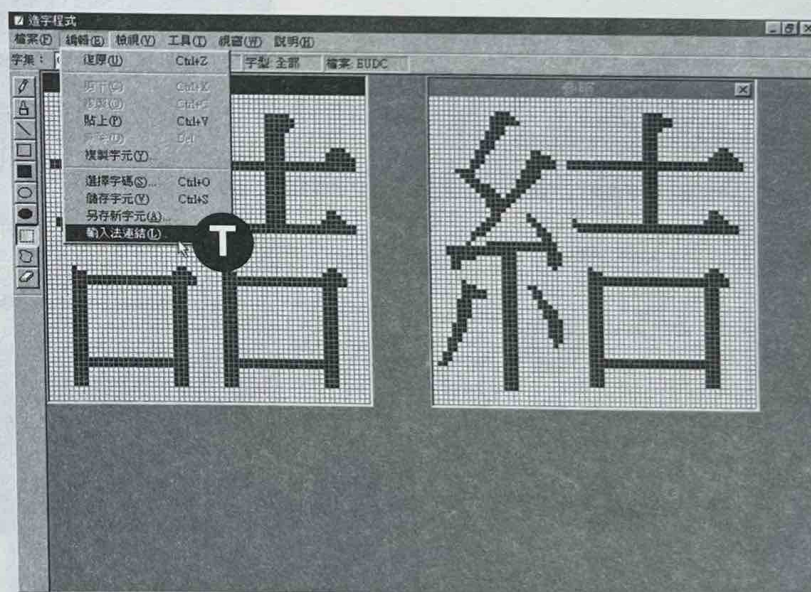 造字程式
檔案(F) 編輯(E) 檢視(V) 工具(T) 視窗(W) 說明(H)
字集： 字型: 全部 檔案: EUDC
復原(U) Ctrl+Z
貼上(P) Ctrl+V
複製字元(Y)...
選擇字碼(S)... Ctrl+O
儲存字元(V) Ctrl+S
另存新字元(A)...
輸入法連結(L)
T
結